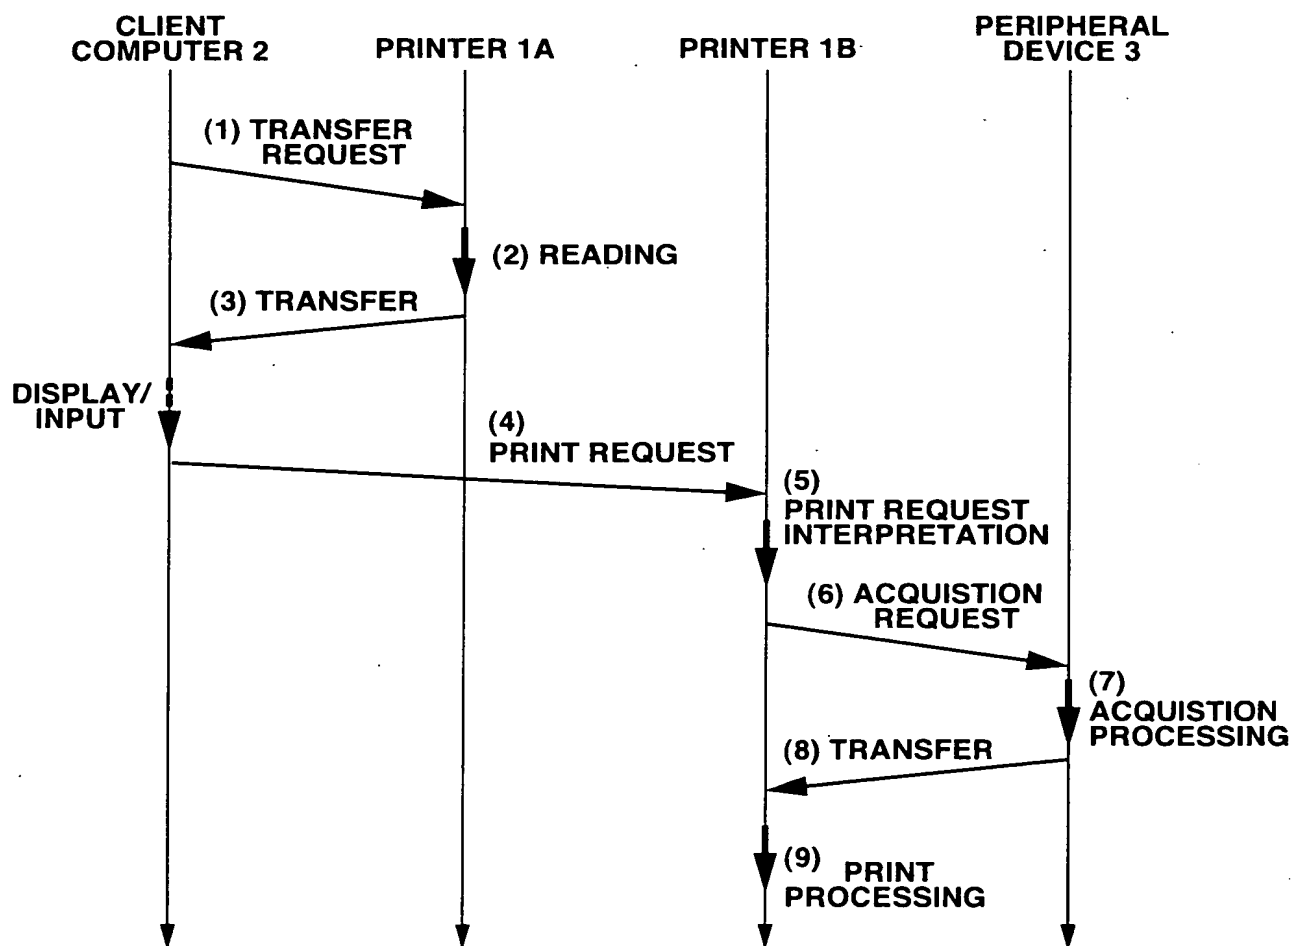 CLIENT
COMPUTER 2
PRINTER 1A
PRINTER 1B
PERIPHERAL
DEVICE 3
(1) TRANSFER
REQUEST
(2) READING
(3) TRANSFER
DISPLAY/
INPUT
(4)
PRINT REQUEST
(5)
PRINT REQUEST
INTERPRETATION
(6) ACQUISTION
REQUEST
(7)
ACQUISTION
PROCESSING
(8) TRANSFER
(9) PRINT
PROCESSING